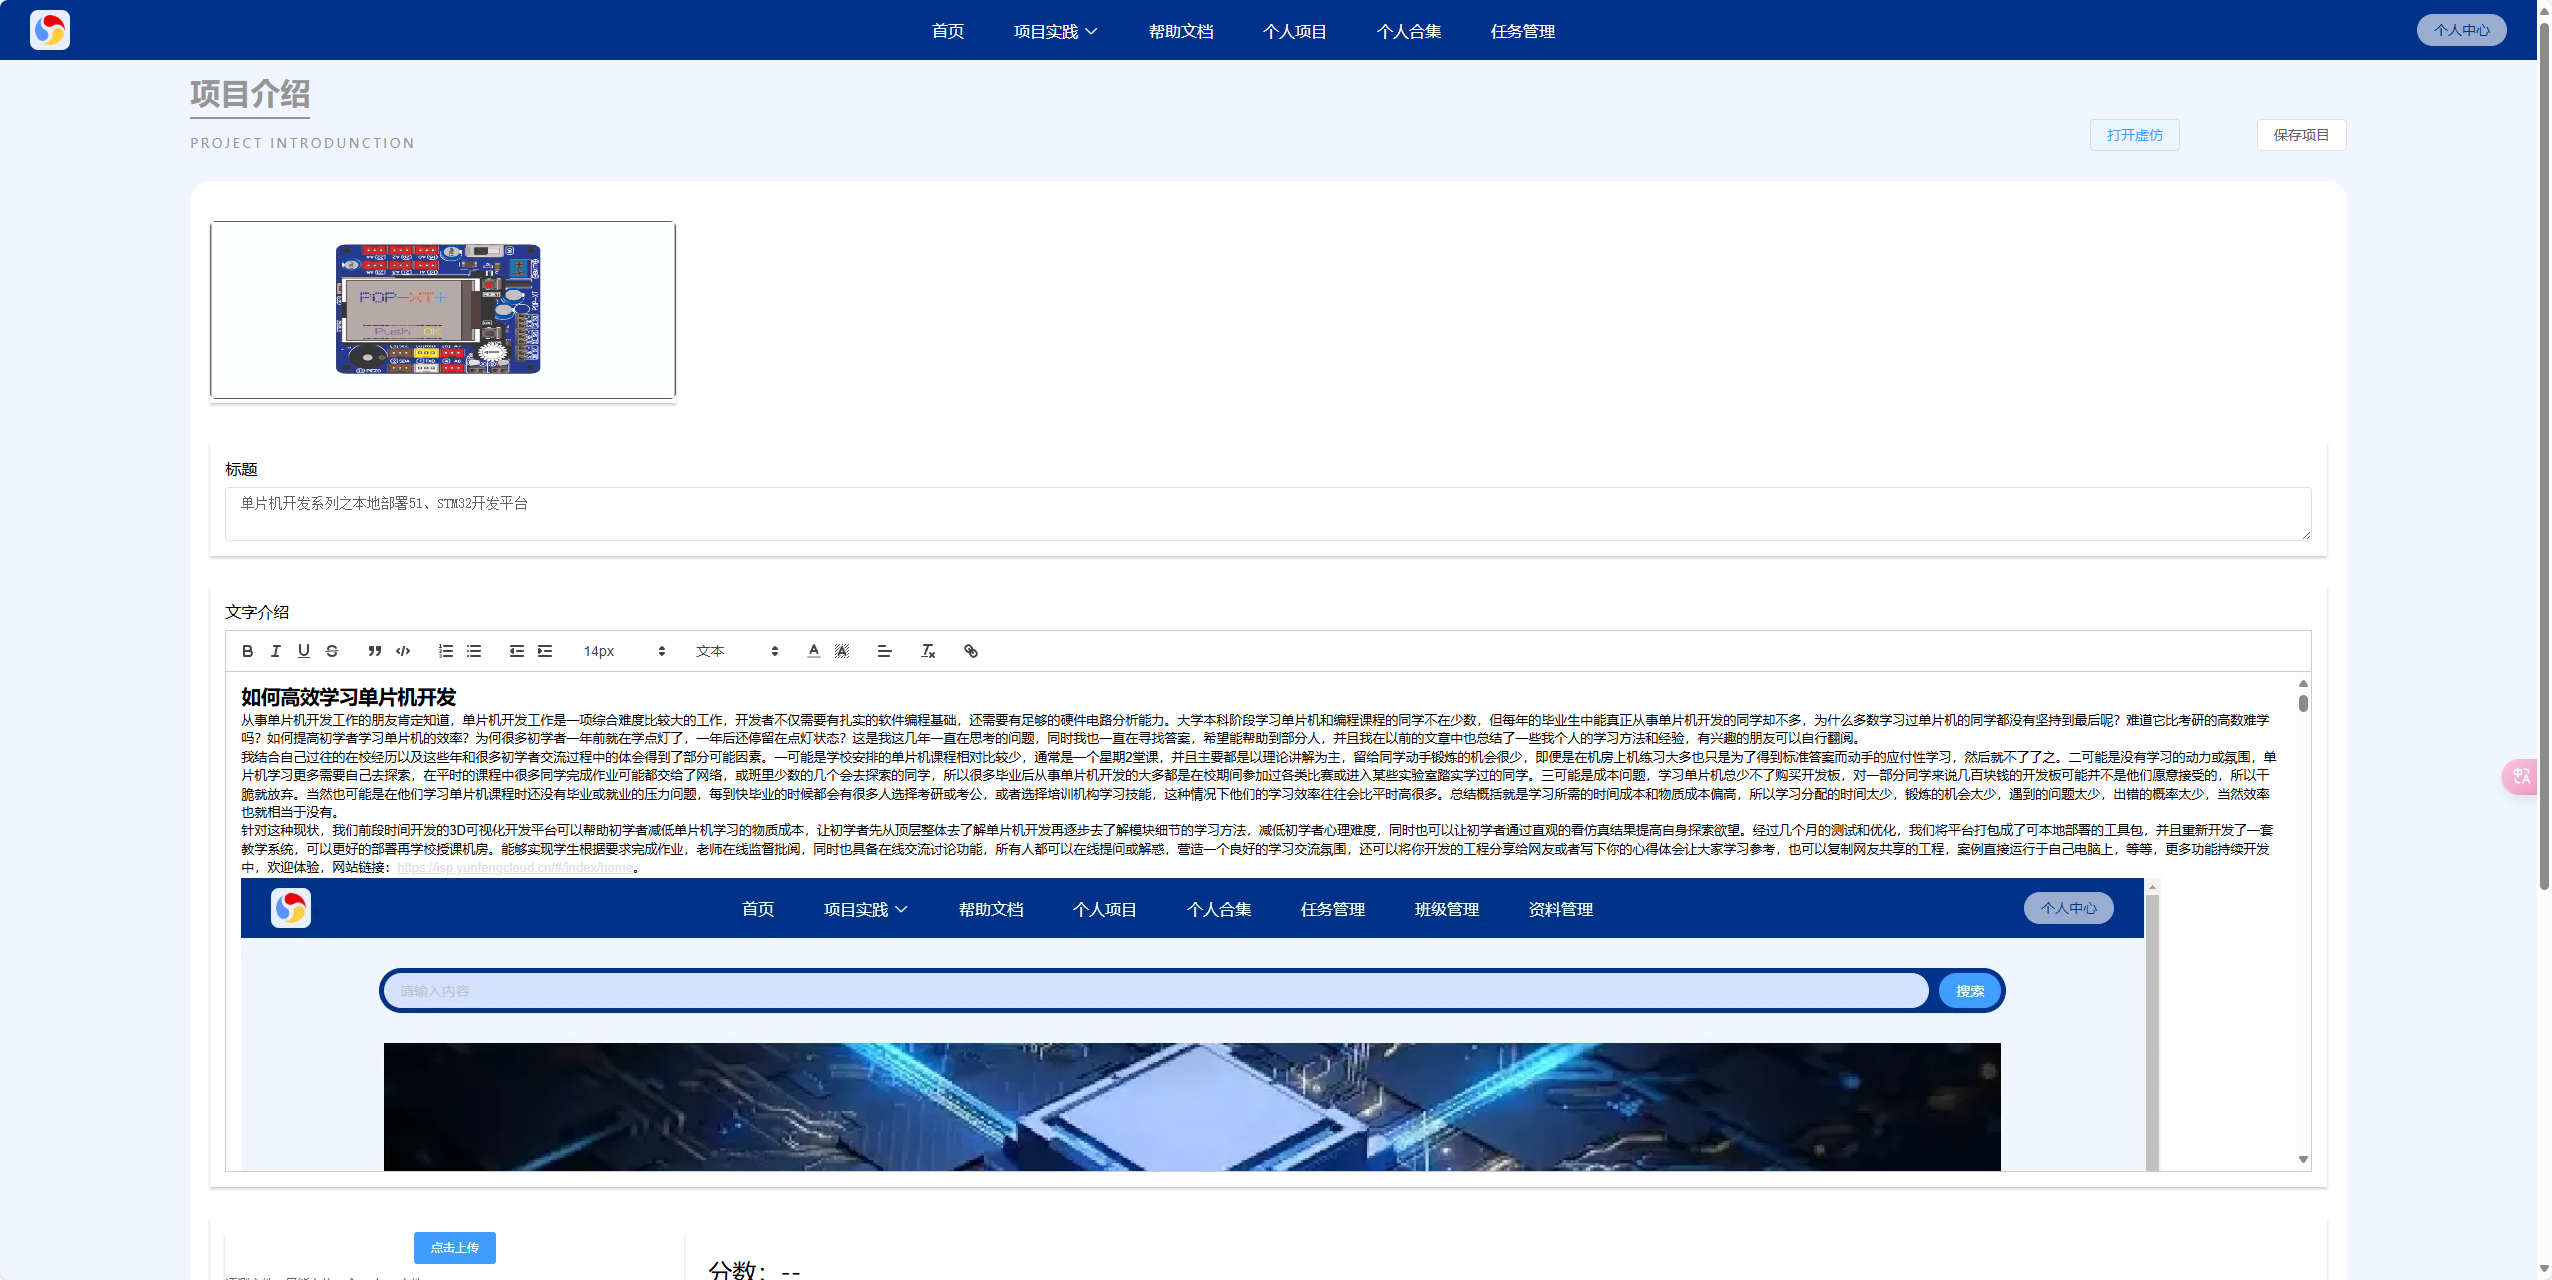 首页 项目实践 帮助文档 个人项目 个人合集 任务管理 个人中心
项目介绍
PROJECT INTRODUNCTION
打开虚仿 保存项目
POP-XT+
Push OK
标题
单片机开发系列之本地部署51、STM32开发平台
文字介绍
14px 文本
如何高效学习单片机开发
从事单片机开发工作的朋友肯定知道，单片机开发工作是一项综合难度比较大的工作，开发者不仅需要有扎实的软件编程基础，还需要有足够的硬件电路分析能力。大学本科阶段学习单片机和编程课程的同学不在少数，但每年的毕业生中能真正从事单片机开发的同学却不多，为什么多数学习过单片机的同学都没有坚持到最后呢？难道它比考研的高数难学
吗？如何提高初学者学习单片机的效率？为何很多初学者一年前就在学点灯了，一年后还停留在点灯状态？这是我这几年一直在思考的问题，同时我也一直在寻找答案，希望能帮助到部分人，并且我在以前的文章中也总结了一些我个人的学习方法和经验，有兴趣的朋友可以自行翻阅。
我结合自己过往的在校经历以及这些年和很多初学者交流过程中的体会得到了部分可能因素。一可能是学校安排的单片机课程相对比较少，通常是一个星期2堂课，并且主要都是以理论讲解为主，留给同学动手锻炼的机会很少，即便是在机房上机练习大多也只是为了得到标准答案而动手的应付性学习，然后就不了了之。二可能是没有学习的动力或氛围，单
片机学习更多需要自己去探索，在平时的课程中很多同学完成作业可能都交给了网络，或班里少数的几个会去探索的同学，所以很多毕业后从事单片机开发的大多都是在校期间参加过各类比赛或进入某些实验室踏实学过的同学。三可能是成本问题，学习单片机总少不了购买开发板，对一部分同学来说几百块钱的开发板可能并不是他们愿意接受的，所以干
脆就放弃。当然也可能是在他们学习单片机课程时还没有毕业或就业的压力问题，每到快毕业的时候都会有很多人选择考研或考公，或者选择培训机构学习技能，这种情况下他们的学习效率往往会比平时高很多。总结概括就是学习所需的时间成本和物质成本偏高，所以学习分配的时间太少，锻炼的机会太少，遇到的问题太少，出错的概率太少，当然效率
也就相当于没有。
针对这种现状，我们前段时间开发的3D可视化开发平台可以帮助初学者减低单片机学习的物质成本，让初学者先从顶层整体去了解单片机开发再逐步去了解模块细节的学习方法，减低初学者心理难度，同时也可以让初学者通过直观的看仿真结果提高自身探索欲望。经过几个月的测试和优化，我们将平台打包成了可本地部署的工具包，并且重新开发了一套
教学系统，可以更好的部署再学校授课机房。能够实现学生根据要求完成作业，老师在线监督批阅，同时也具备在线交流讨论功能，所有人都可以在线提问或解惑，营造一个良好的学习交流氛围，还可以将你开发的工程分享给网友或者写下你的心得体会让大家学习参考，也可以复制网友共享的工程，案例直接运行于自己电脑上，等等，更多功能持续开发
中，欢迎体验，网站链接：https://isp.yunfengcloud.cn/#/index/home。
首页 项目实践 帮助文档 个人项目 个人合集 任务管理 班级管理 资料管理 个人中心
请输入内容 搜索
点击上传
分数：--